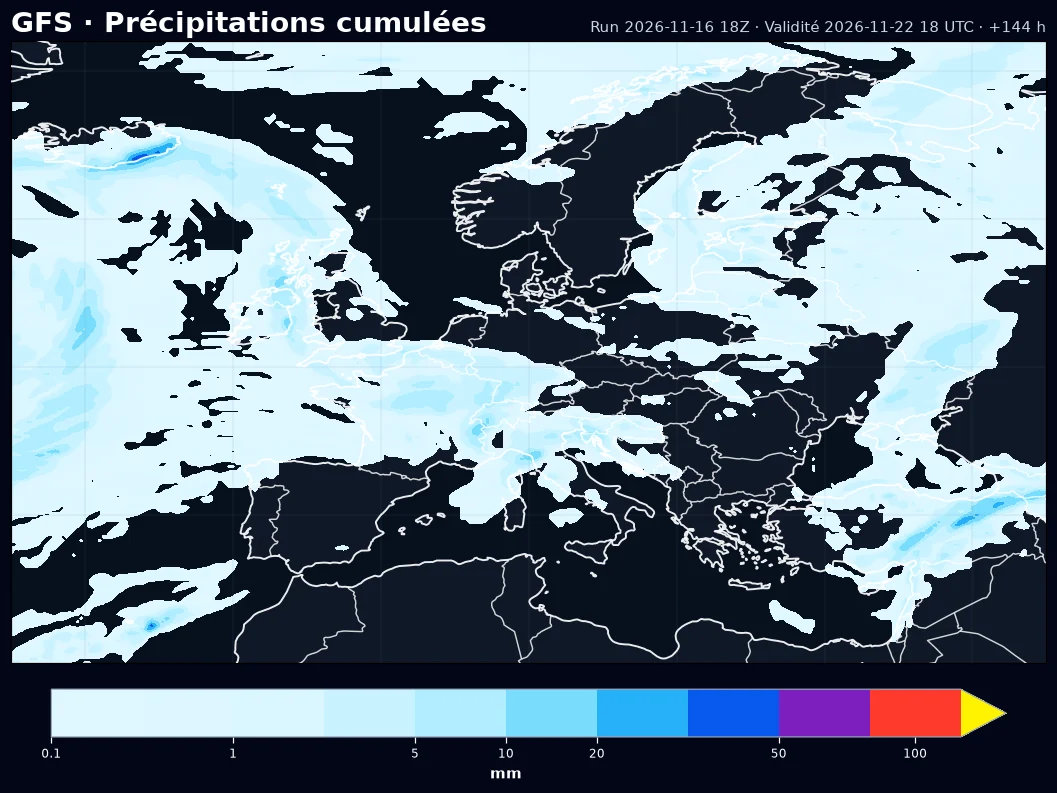 GFS · Précipitations cumulées
Run 2026-11-16 18Z · Validité 2026-11-22 18 UTC · +144 h
0.1 1 5 10 20 50 100
mm